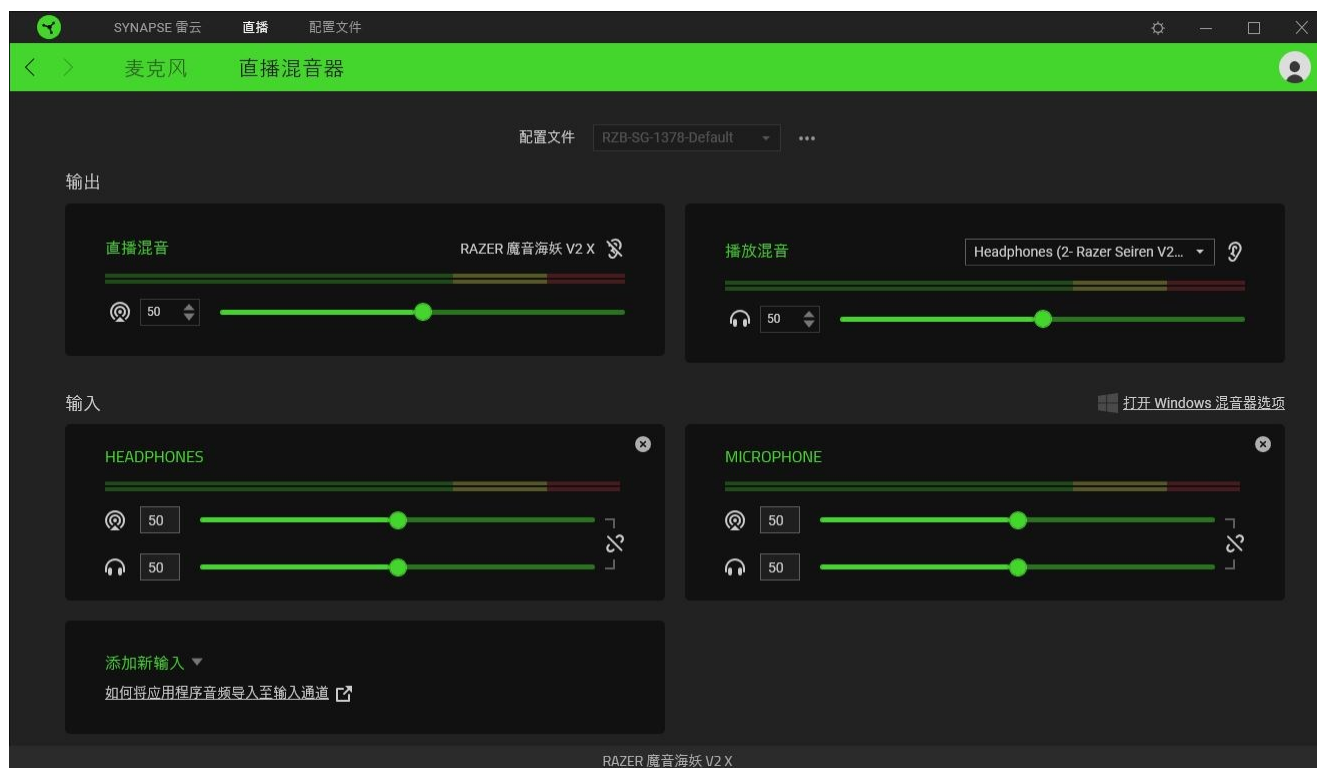 SYNAPSE 雷云 直播 配置文件
麦克风 直播混音器
配置文件 RZB-SG-1378-Default
输出
直播混音 RAZER 魔音海妖 V2 X
50
播放混音 Headphones (2- Razer Seiren V2...
50
输入 打开 Windows 混音器选项
HEADPHONES
50
50
MICROPHONE
50
50
添加新输入
如何将应用程序音频导入至输入通道
RAZER 魔音海妖 V2 X